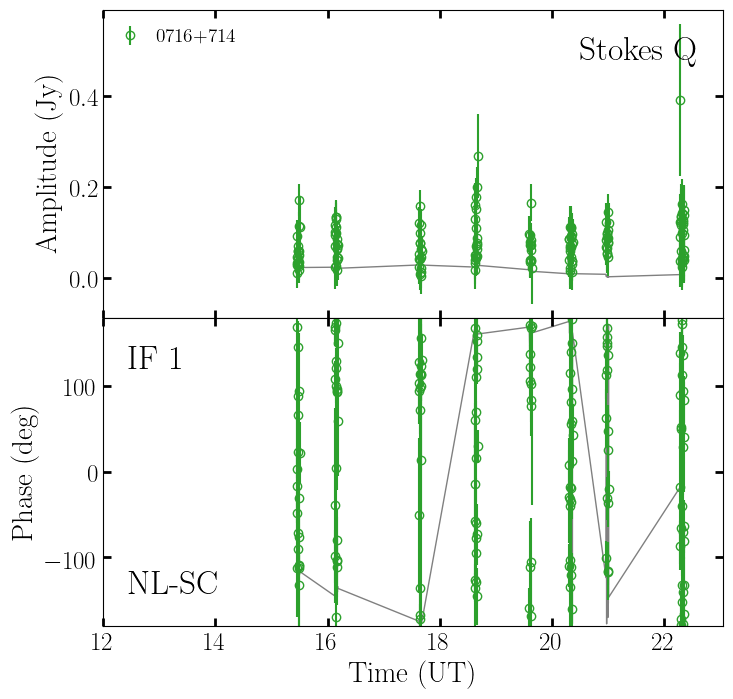 0716+714
Stokes Q
Amplitude (Jy)
0.4
0.2
0.0
IF 1
NL-SC
Phase (deg)
100
0
−100
12 14 16 18 20 22
Time (UT)